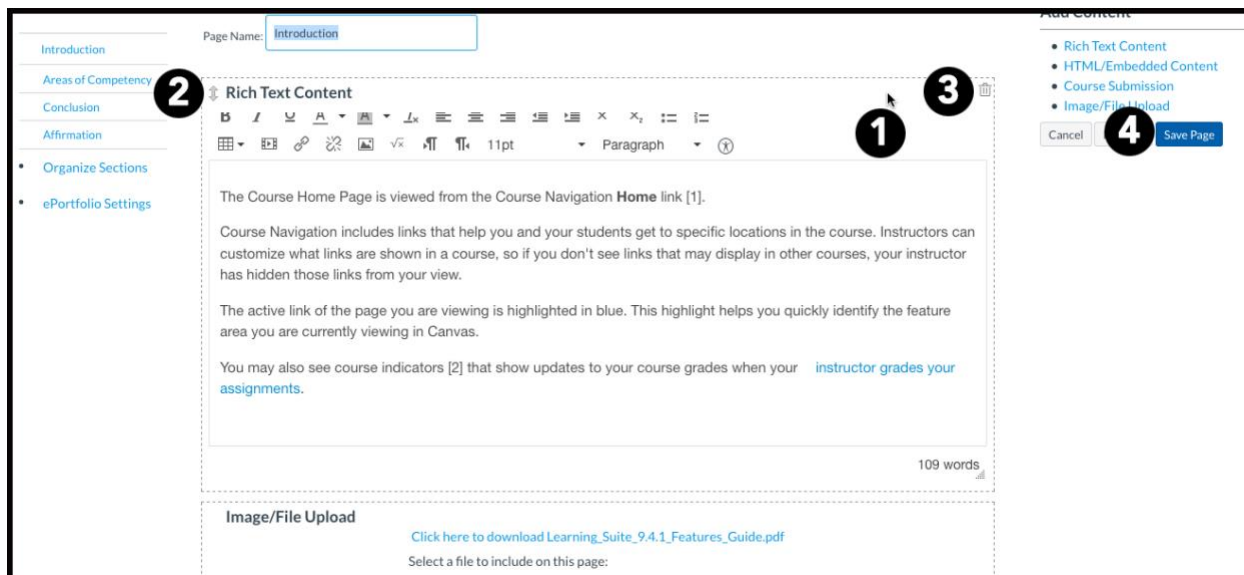 Introduction
Areas of Competency
Conclusion
Affirmation
Organize Sections
ePortfolio Settings
Page Name: Introduction
2
Rich Text Content
3
1
11pt
Paragraph
The Course Home Page is viewed from the Course Navigation Home link [1].
Course Navigation includes links that help you and your students get to specific locations in the course. Instructors can
customize what links are shown in a course, so if you don't see links that may display in other courses, your instructor
has hidden those links from your view.
The active link of the page you are viewing is highlighted in blue. This highlight helps you quickly identify the feature
area you are currently viewing in Canvas.
You may also see course indicators [2] that show updates to your course grades when your instructor grades your
assignments.
109 words
Image/File Upload
Click here to download Learning_Suite_9.4.1_Features_Guide.pdf
Select a file to include on this page:
Add Content
Rich Text Content
HTML/Embedded Content
Course Submission
Image/File Upload
Cancel
4
Save Page